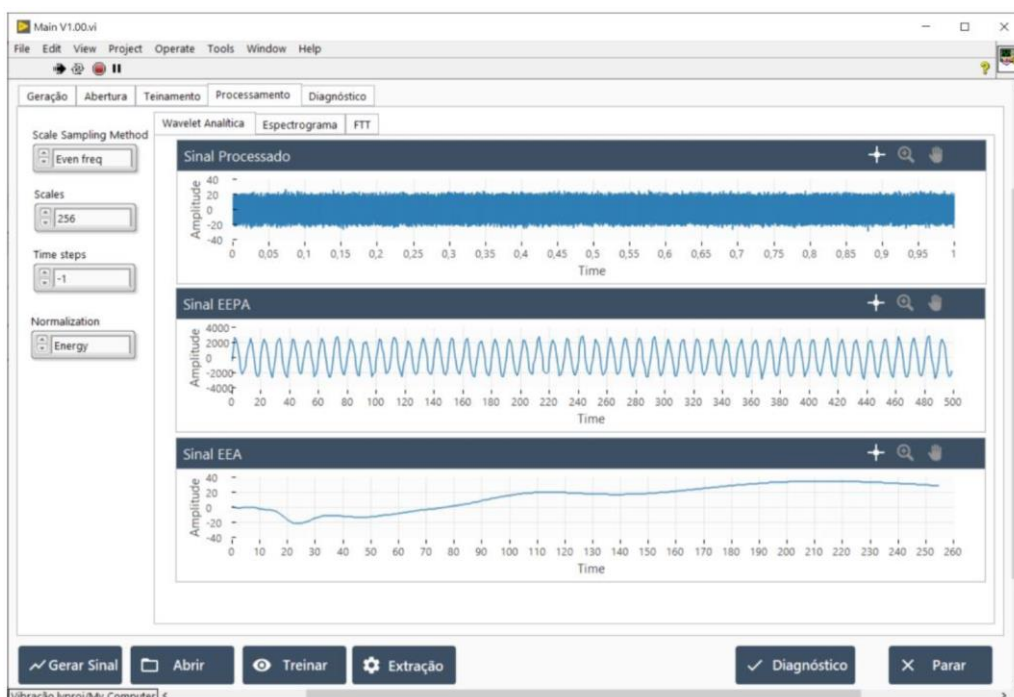 Main V1.00.vi
File Edit View Project Operate Tools Window Help
Geração Abertura Teinamento Processamento Diagnóstico
Wavelet Analítica Espectrograma FTT
Scale Sampling Method
Even freq
Scales
256
Time steps
-1
Normalization
Energy
Sinal Processado
Amplitude
40
20
0
-20
-40
0 0,05 0,1 0,15 0,2 0,25 0,3 0,35 0,4 0,45 0,5 0,55 0,6 0,65 0,7 0,75 0,8 0,85 0,9 0,95 1
Time
Sinal EEPA
Amplitude
4000
2000
0
-2000
-4000
0 20 40 60 80 100 120 140 160 180 200 220 240 260 280 300 320 340 360 380 400 420 440 460 480 500
Time
Sinal EEA
Amplitude
40
20
0
-20
-40
0 10 20 30 40 50 60 70 80 90 100 110 120 130 140 150 160 170 180 190 200 210 220 230 240 250 260
Time
Gerar Sinal Abrir Treinar Extração Diagnóstico Parar
Vibração.lvproj/My Computer